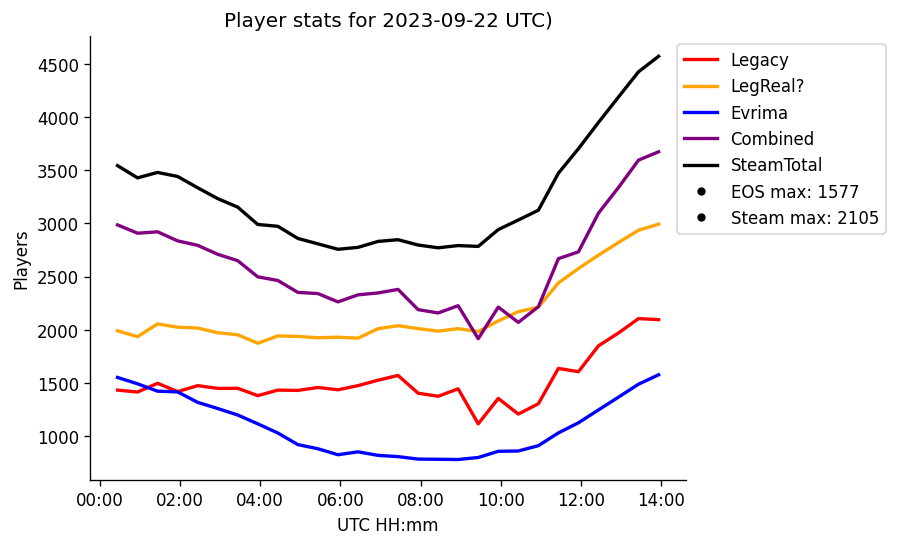 Player stats for 2023-09-22 UTC)
Players
4500
4000
3500
3000
2500
2000
1500
1000
00:00 02:00 04:00 06:00 08:00 10:00 12:00 14:00
UTC HH:mm
Legacy
LegReal?
Evrima
Combined
SteamTotal
EOS max: 1577
Steam max: 2105